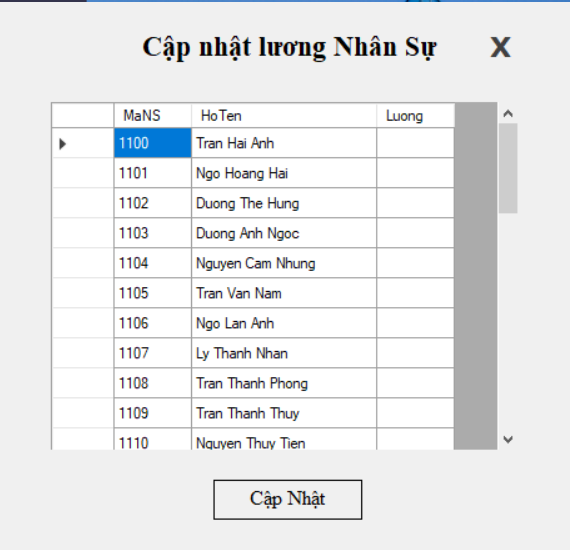 Cập nhật lương Nhân Sự X
MaNS HoTen Luong
1100 Tran Hai Anh
1101 Ngo Hoang Hai
1102 Duong The Hung
1103 Duong Anh Ngoc
1104 Nguyen Cam Nhung
1105 Tran Van Nam
1106 Ngo Lan Anh
1107 Ly Thanh Nhan
1108 Tran Thanh Phong
1109 Tran Thanh Thuy
1110 Nguyen Thuy Tien
Cập Nhật